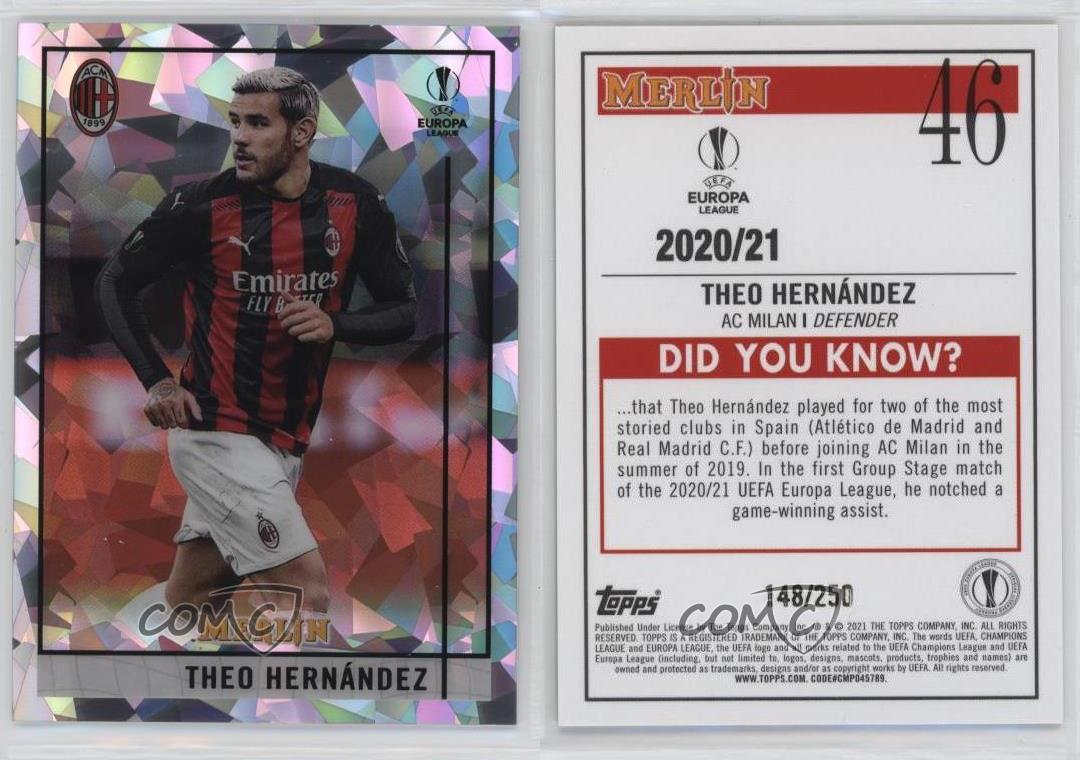 ACM
1899
UEFA
EUROPA
LEAGUE
Emirates
FLY BETTER
COMC
MERLIN
THEO HERNÁNDEZ
MERLIN
46
UEFA
EUROPA
LEAGUE
2020/21
THEO HERNÁNDEZ
AC MILAN I DEFENDER
DID YOU KNOW?
...that Theo Hernández played for two of the most
storied clubs in Spain (Atlético de Madrid and
Real Madrid C.F.) before joining AC Milan in the
summer of 2019. In the first Group Stage match
of the 2020/21 UEFA Europa League, he notched a
game-winning assist.
Topps
148/250
COMC
Published Under License by The Topps Company, Inc. ® & © 2021 THE TOPPS COMPANY, INC. ALL RIGHTS
RESERVED. TOPPS IS A REGISTERED TRADEMARK OF THE TOPPS COMPANY, INC. The words UEFA, CHAMPIONS
LEAGUE and EUROPA LEAGUE, the UEFA logo and all marks related to the UEFA Champions League and UEFA
Europa League (including, but not limited to, logos, designs, mascots, products, trophies and names) are
owned and protected as trademarks, designs and/or as copyright works by UEFA. All rights reserved.
WWW.TOPPS.COM. CODE#CMP045789.